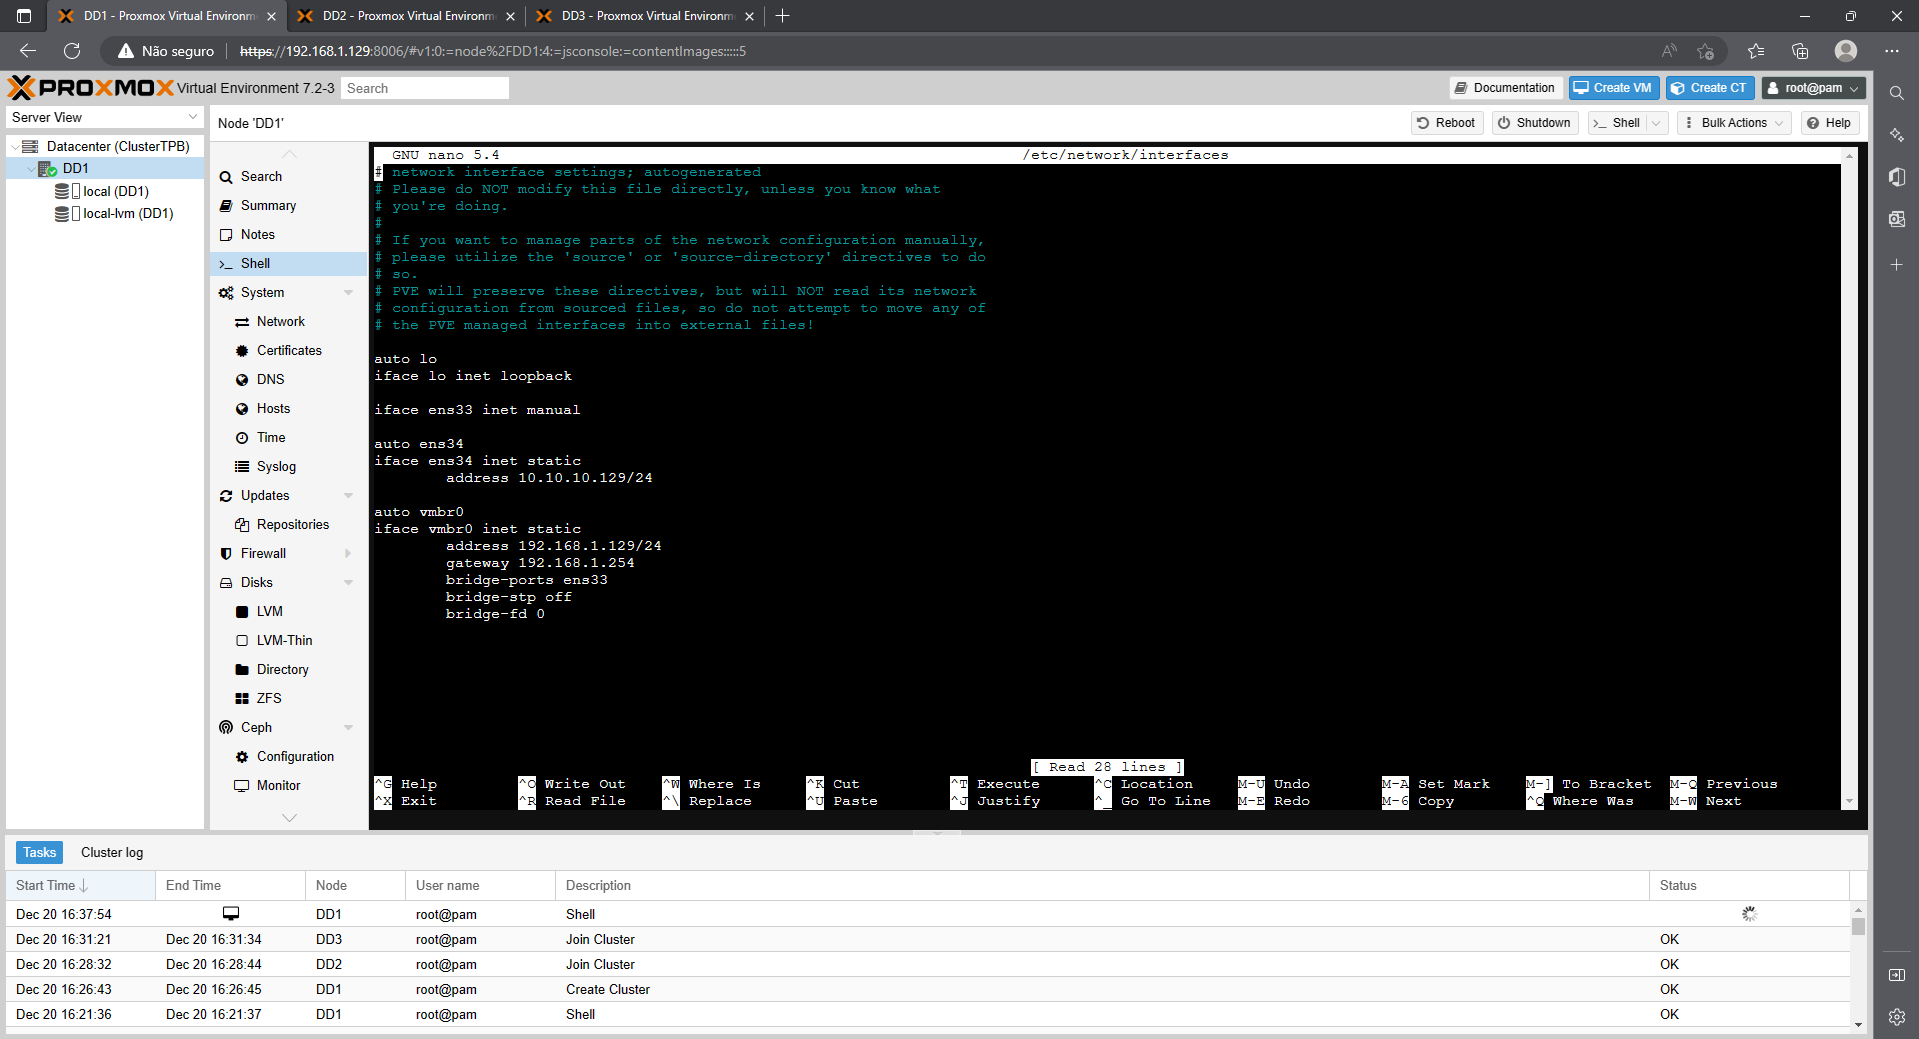 DD1 - Proxmox Virtual Environm
DD2 - Proxmox Virtual Environm
DD3 - Proxmox Virtual Environm
Não seguro
https://192.168.1.129:8006/#v1:0:=node%2FDD1:4:=jsconsole:=contentImages:::::5
PROXMOX Virtual Environment 7.2-3
Search
Documentation
Create VM
Create CT
root@pam
Server View
Node 'DD1'
Reboot
Shutdown
Shell
Bulk Actions
Help
Datacenter (ClusterTPB)
DD1
local (DD1)
local-lvm (DD1)
Search
Summary
Notes
Shell
System
Network
Certificates
DNS
Hosts
Time
Syslog
Updates
Repositories
Firewall
Disks
LVM
LVM-Thin
Directory
ZFS
Ceph
Configuration
Monitor
GNU nano 5.4 /etc/network/interfaces
# network interface settings; autogenerated
# Please do NOT modify this file directly, unless you know what
# you're doing.
#
# If you want to manage parts of the network configuration manually,
# please utilize the 'source' or 'source-directory' directives to do
# so.
# PVE will preserve these directives, but will NOT read its network
# configuration from sourced files, so do not attempt to move any of
# the PVE managed interfaces into external files!
auto lo
iface lo inet loopback
iface ens33 inet manual
auto ens34
iface ens34 inet static
address 10.10.10.129/24
auto vmbr0
iface vmbr0 inet static
address 192.168.1.129/24
gateway 192.168.1.254
bridge-ports ens33
bridge-stp off
bridge-fd 0
[ Read 28 lines ]
^G Help ^O Write Out ^W Where Is ^K Cut ^T Execute ^C Location M-U Undo M-A Set Mark M-] To Bracket M-Q Previous
^X Exit ^R Read File ^\ Replace ^U Paste ^J Justify ^_ Go To Line M-E Redo M-6 Copy ^Q Where Was M-W Next
Tasks
Cluster log
Start Time End Time Node User name Description Status
Dec 20 16:37:54 DD1 root@pam Shell
Dec 20 16:31:21 Dec 20 16:31:34 DD3 root@pam Join Cluster OK
Dec 20 16:28:32 Dec 20 16:28:44 DD2 root@pam Join Cluster OK
Dec 20 16:26:43 Dec 20 16:26:45 DD1 root@pam Create Cluster OK
Dec 20 16:21:36 Dec 20 16:21:37 DD1 root@pam Shell OK